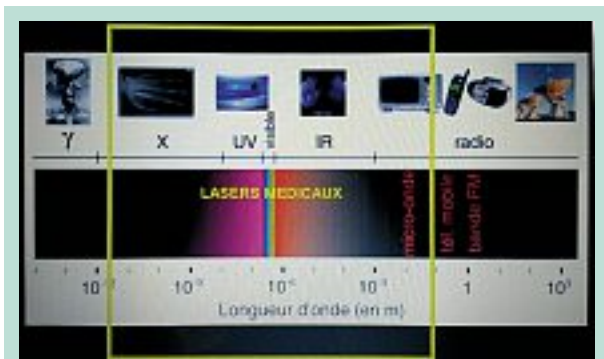 γ X UV visible IR radio
LASERS MEDICAUX
micro-onde
tél. mobile
bande FM
1
Longueur d'onde (en m)